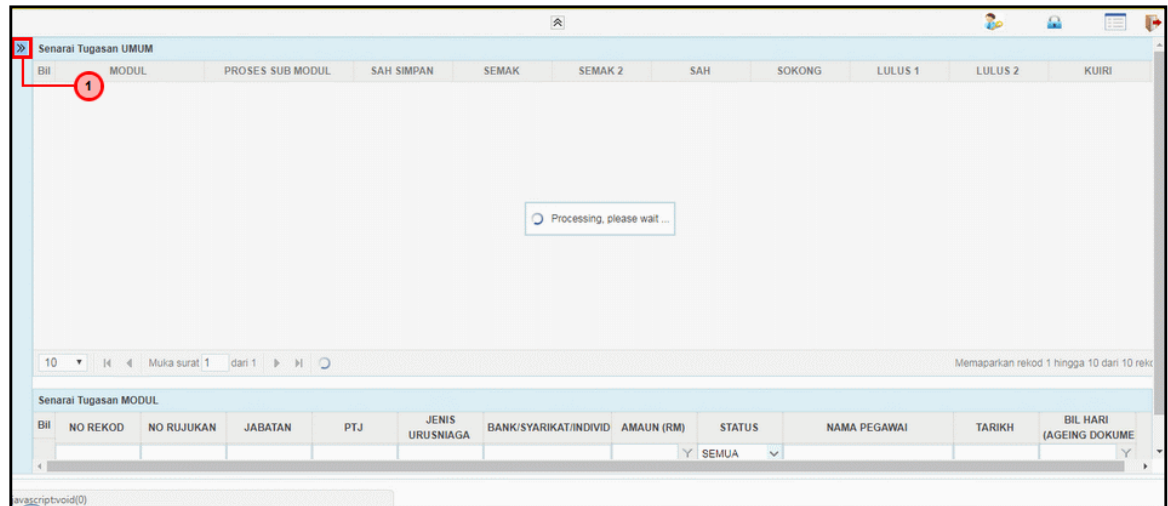 Senarai Tugasan UMUM
Bil MODUL PROSES SUB MODUL SAH SIMPAN SEMAK SEMAK 2 SAH SOKONG LULUS 1 LULUS 2 KUIRI
1
Processing, please wait ...
10 Muka surat 1 dari 1 Memaparkan rekod 1 hingga 10 dari 10 reko
Senarai Tugasan MODUL
Bil NO REKOD NO RUJUKAN JABATAN PTJ JENIS URUSNIAGA BANK/SYARIKAT/INDIVID AMAUN (RM) STATUS NAMA PEGAWAI TARIKH BIL HARI (AGEING DOKUME
SEMUA
avascript:void(0)